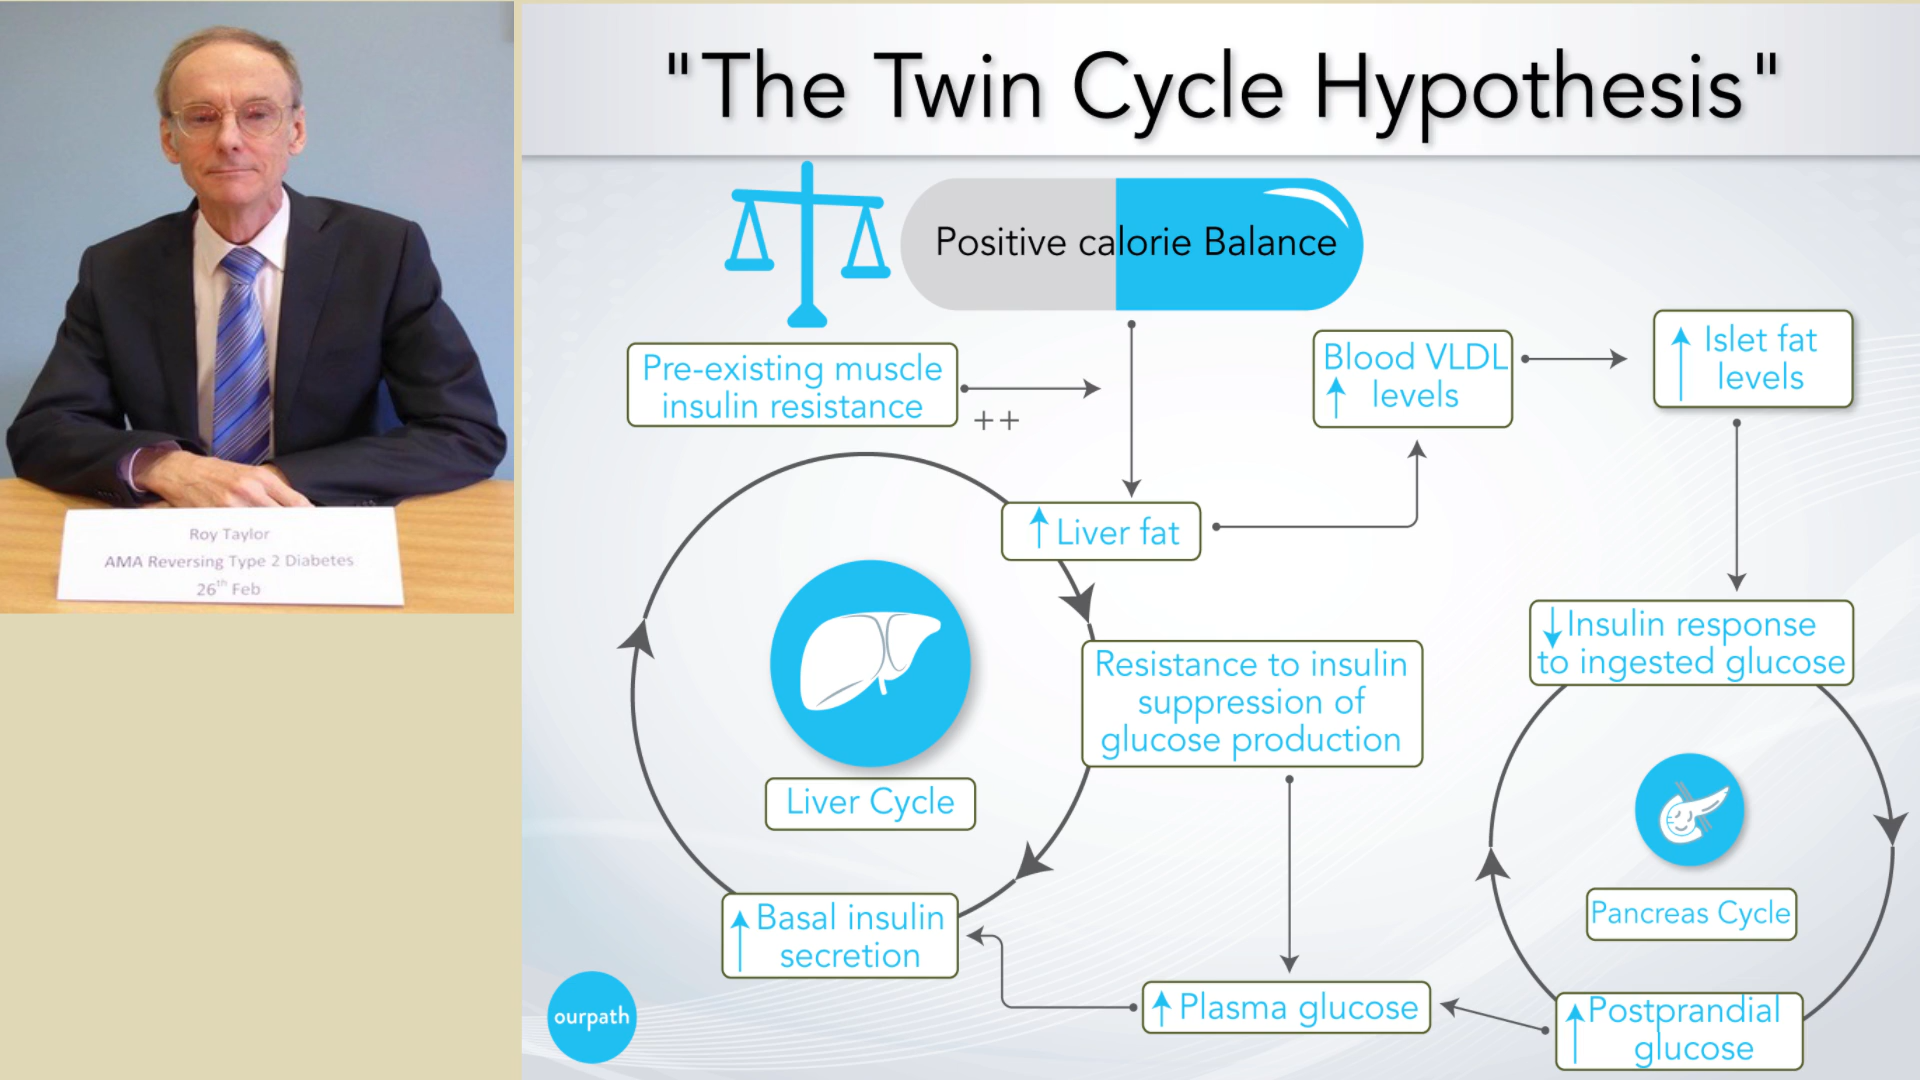 "The Twin Cycle Hypothesis"
Positive calorie Balance
Pre-existing muscle
insulin resistance
++
Blood VLDL
levels
Islet fat
levels
Liver fat
Resistance to insulin
suppression of
glucose production
Liver Cycle
Basal insulin
secretion
Plasma glucose
Insulin response
to ingested glucose
Pancreas Cycle
Postprandial
glucose
ourpath
Roy Taylor
AMA Reversing Type 2 Diabetes
26th Feb